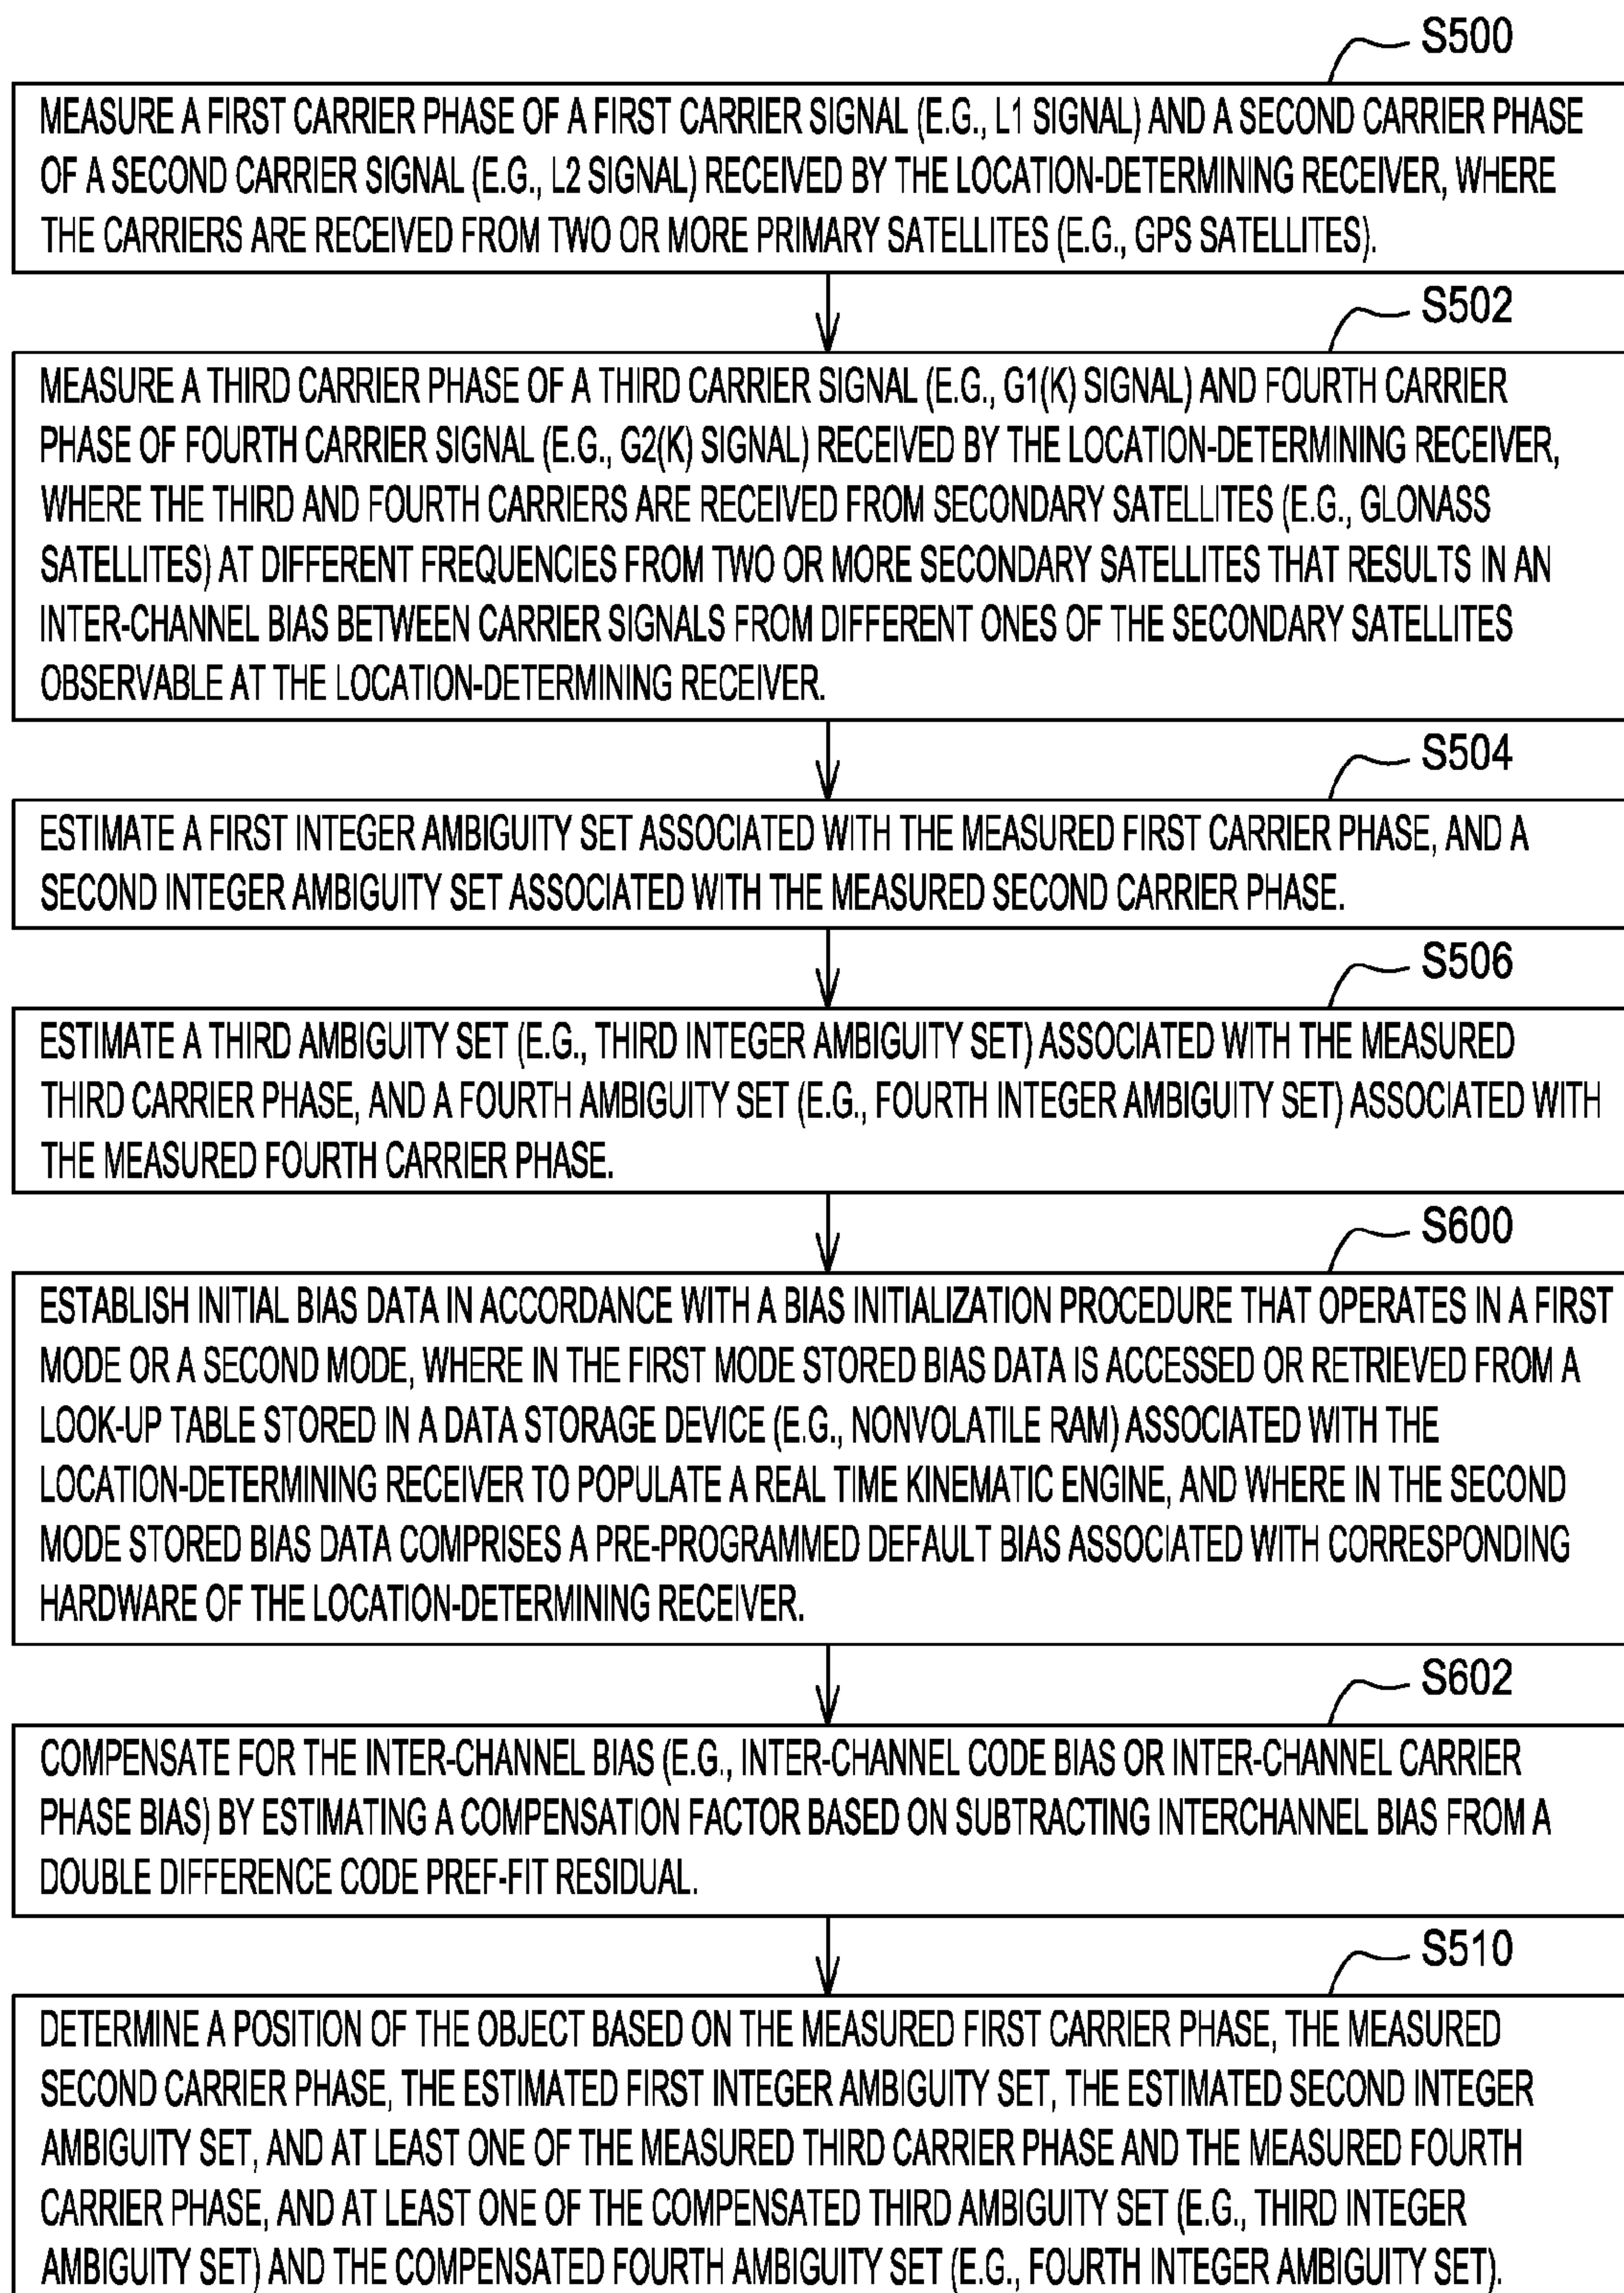 S500
MEASURE A FIRST CARRIER PHASE OF A FIRST CARRIER SIGNAL (E.G., L1 SIGNAL) AND A SECOND CARRIER PHASE
OF A SECOND CARRIER SIGNAL (E.G., L2 SIGNAL) RECEIVED BY THE LOCATION-DETERMINING RECEIVER, WHERE
THE CARRIERS ARE RECEIVED FROM TWO OR MORE PRIMARY SATELLITES (E.G., GPS SATELLITES).
S502
MEASURE A THIRD CARRIER PHASE OF A THIRD CARRIER SIGNAL (E.G., G1(K) SIGNAL) AND FOURTH CARRIER
PHASE OF FOURTH CARRIER SIGNAL (E.G., G2(K) SIGNAL) RECEIVED BY THE LOCATION-DETERMINING RECEIVER,
WHERE THE THIRD AND FOURTH CARRIERS ARE RECEIVED FROM SECONDARY SATELLITES (E.G., GLONASS
SATELLITES) AT DIFFERENT FREQUENCIES FROM TWO OR MORE SECONDARY SATELLITES THAT RESULTS IN AN
INTER-CHANNEL BIAS BETWEEN CARRIER SIGNALS FROM DIFFERENT ONES OF THE SECONDARY SATELLITES
OBSERVABLE AT THE LOCATION-DETERMINING RECEIVER.
S504
ESTIMATE A FIRST INTEGER AMBIGUITY SET ASSOCIATED WITH THE MEASURED FIRST CARRIER PHASE, AND A
SECOND INTEGER AMBIGUITY SET ASSOCIATED WITH THE MEASURED SECOND CARRIER PHASE.
S506
ESTIMATE A THIRD AMBIGUITY SET (E.G., THIRD INTEGER AMBIGUITY SET) ASSOCIATED WITH THE MEASURED
THIRD CARRIER PHASE, AND A FOURTH AMBIGUITY SET (E.G., FOURTH INTEGER AMBIGUITY SET) ASSOCIATED WITH
THE MEASURED FOURTH CARRIER PHASE.
S600
ESTABLISH INITIAL BIAS DATA IN ACCORDANCE WITH A BIAS INITIALIZATION PROCEDURE THAT OPERATES IN A FIRST
MODE OR A SECOND MODE, WHERE IN THE FIRST MODE STORED BIAS DATA IS ACCESSED OR RETRIEVED FROM A
LOOK-UP TABLE STORED IN A DATA STORAGE DEVICE (E.G., NONVOLATILE RAM) ASSOCIATED WITH THE
LOCATION-DETERMINING RECEIVER TO POPULATE A REAL TIME KINEMATIC ENGINE, AND WHERE IN THE SECOND
MODE STORED BIAS DATA COMPRISES A PRE-PROGRAMMED DEFAULT BIAS ASSOCIATED WITH CORRESPONDING
HARDWARE OF THE LOCATION-DETERMINING RECEIVER.
S602
COMPENSATE FOR THE INTER-CHANNEL BIAS (E.G., INTER-CHANNEL CODE BIAS OR INTER-CHANNEL CARRIER
PHASE BIAS) BY ESTIMATING A COMPENSATION FACTOR BASED ON SUBTRACTING INTERCHANNEL BIAS FROM A
DOUBLE DIFFERENCE CODE PREF-FIT RESIDUAL.
S510
DETERMINE A POSITION OF THE OBJECT BASED ON THE MEASURED FIRST CARRIER PHASE, THE MEASURED
SECOND CARRIER PHASE, THE ESTIMATED FIRST INTEGER AMBIGUITY SET, THE ESTIMATED SECOND INTEGER
AMBIGUITY SET, AND AT LEAST ONE OF THE MEASURED THIRD CARRIER PHASE AND THE MEASURED FOURTH
CARRIER PHASE, AND AT LEAST ONE OF THE COMPENSATED THIRD AMBIGUITY SET (E.G., THIRD INTEGER
AMBIGUITY SET) AND THE COMPENSATED FOURTH AMBIGUITY SET (E.G., FOURTH INTEGER AMBIGUITY SET).